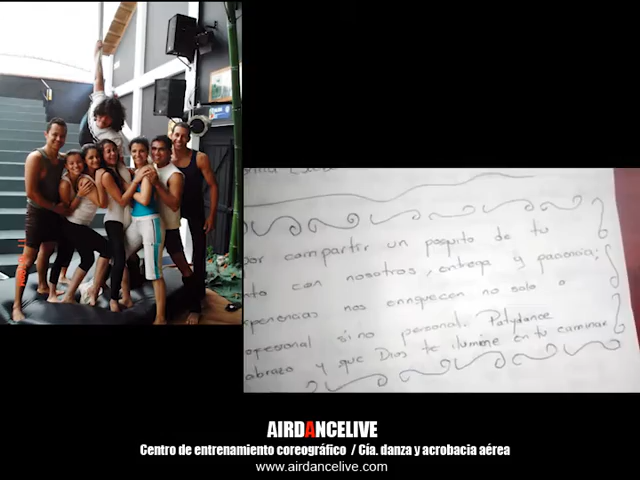 por compartir un poquito de tu
con nosotros, entrega y paciencia;
nos enriquecen no solo
sino personal. Patydance
abrazo y que Dios te ilumine en tu caminar
AIRDANCELIVE
Centro de entrenamiento coreográfico / Cía. danza y acrobacia aérea
www.airdancelive.com